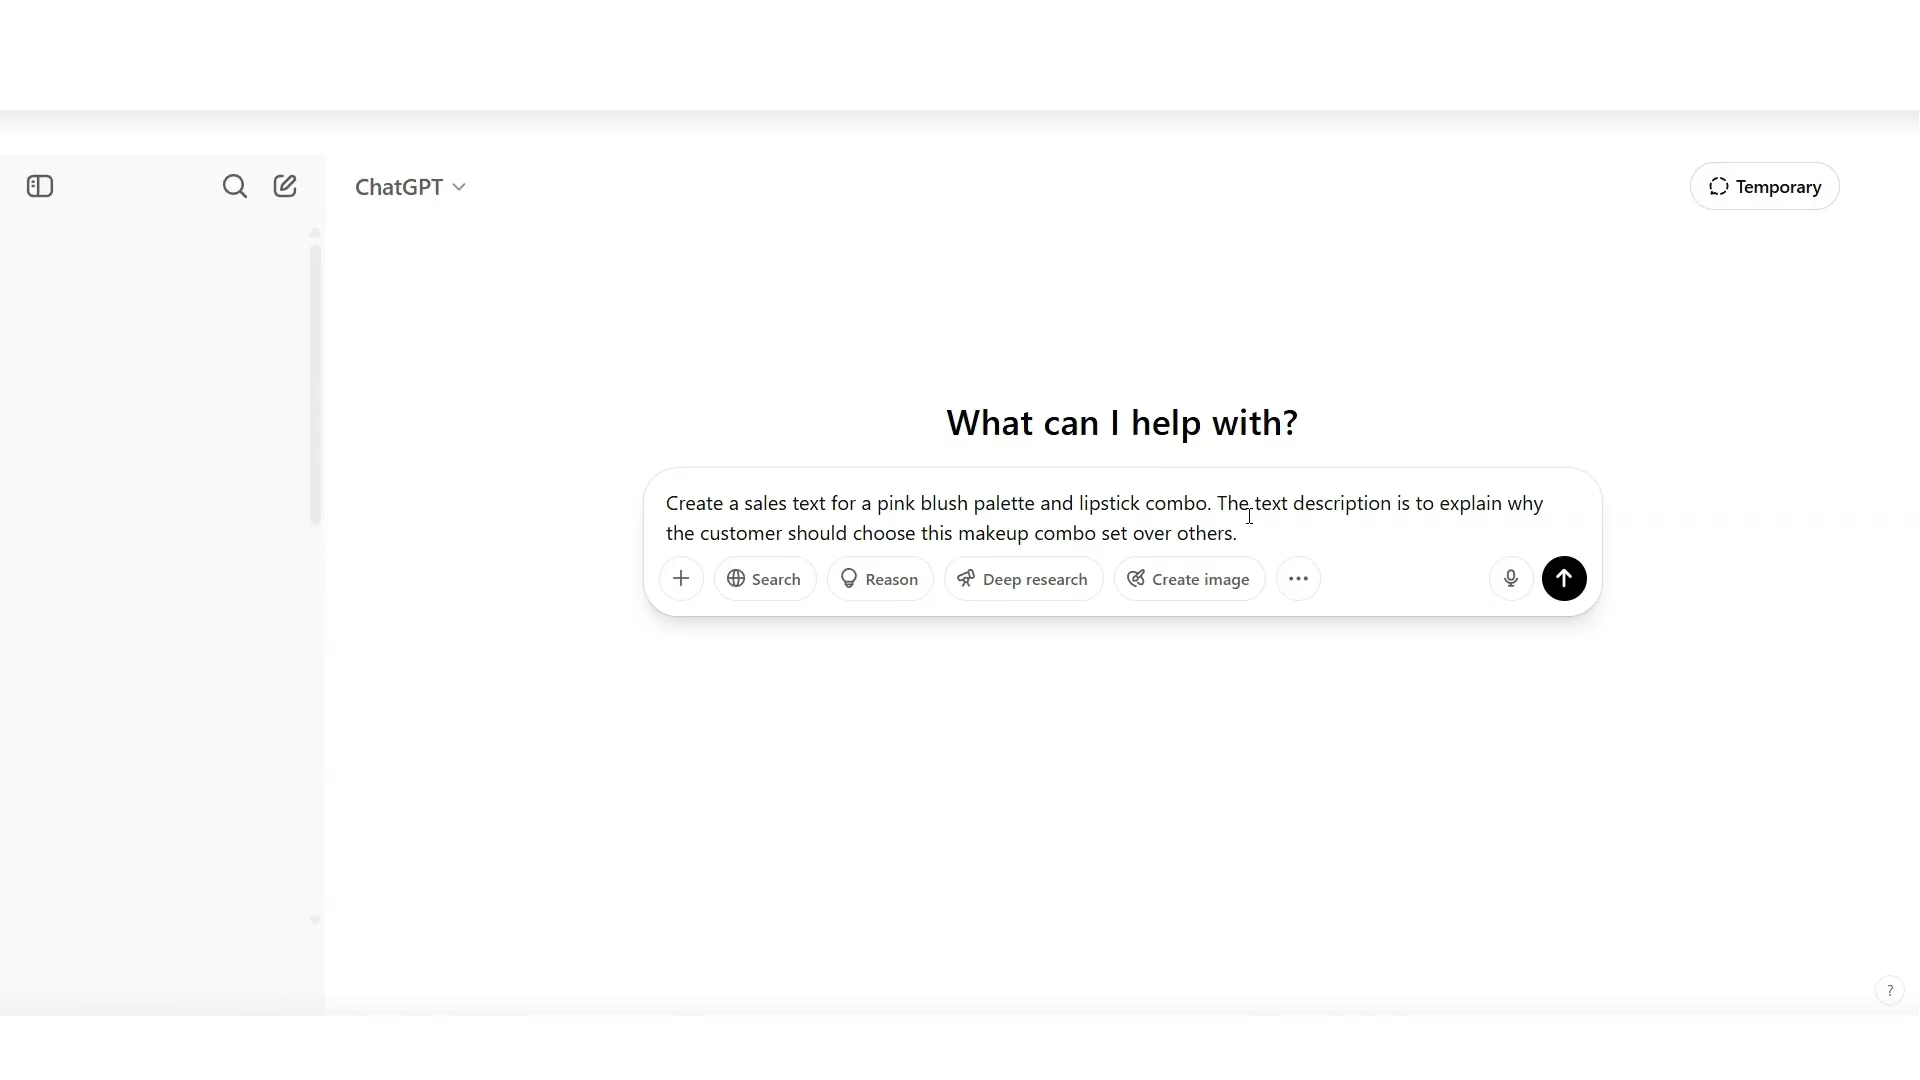 ChatGPT
Temporary
What can I help with?
Create a sales text for a pink blush palette and lipstick combo. The text description is to explain why
the customer should choose this makeup combo set over others.
Search Reason Deep research Create image
?